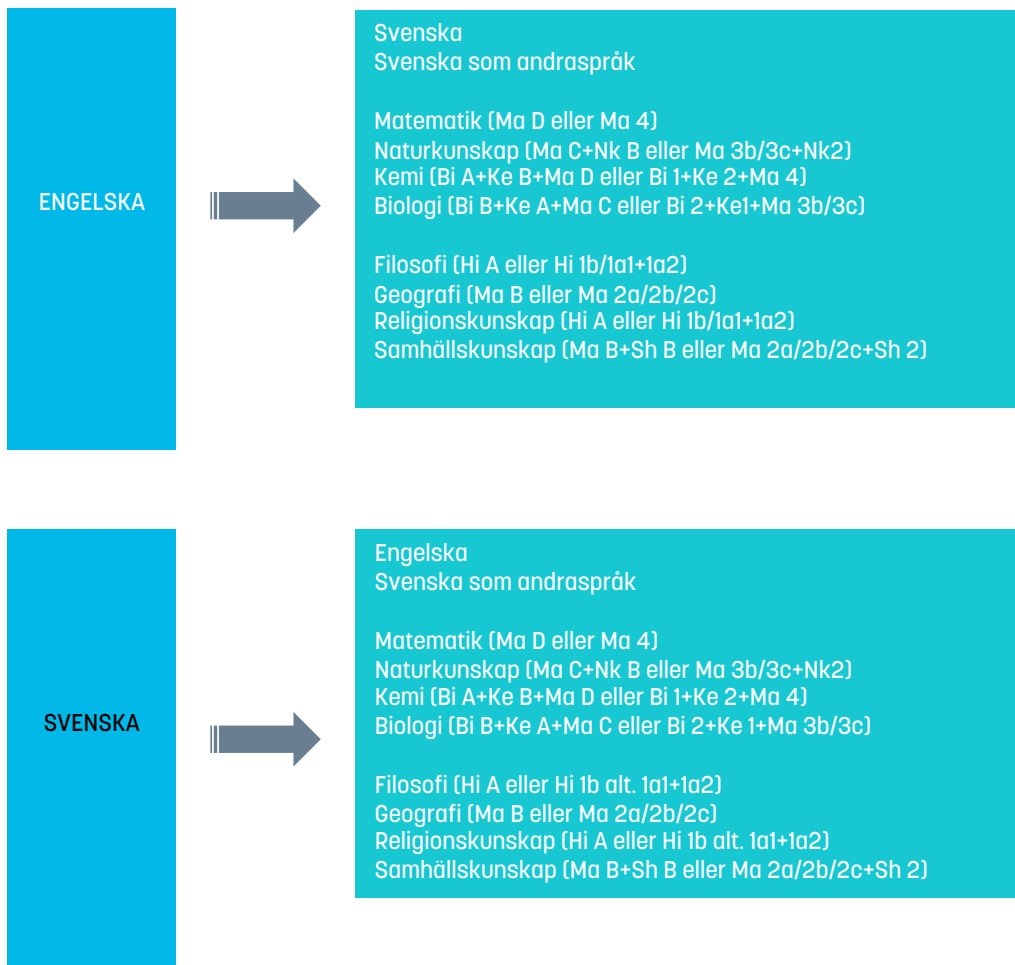 ENGELSKA
Svenska
Svenska som andraspråk
Matematik (Ma D eller Ma 4)
Naturkunskap (Ma C+Nk B eller Ma 3b/3c+Nk2)
Kemi (Bi A+Ke B+Ma D eller Bi 1+Ke 2+Ma 4)
Biologi (Bi B+Ke A+Ma C eller Bi 2+Ke1+Ma 3b/3c)
Filosofi (Hi A eller Hi 1b/1a1+1a2)
Geografi (Ma B eller Ma 2a/2b/2c)
Religionskunskap (Hi A eller Hi 1b/1a1+1a2)
Samhällskunskap (Ma B+Sh B eller Ma 2a/2b/2c+Sh 2)
SVENSKA
Engelska
Svenska som andraspråk
Matematik (Ma D eller Ma 4)
Naturkunskap (Ma C+Nk B eller Ma 3b/3c+Nk2)
Kemi (Bi A+Ke B+Ma D eller Bi 1+Ke 2+Ma 4)
Biologi (Bi B+Ke A+Ma C eller Bi 2+Ke 1+Ma 3b/3c)
Filosofi (Hi A eller Hi 1b alt. 1a1+1a2)
Geografi (Ma B eller Ma 2a/2b/2c)
Religionskunskap (Hi A eller Hi 1b alt. 1a1+1a2)
Samhällskunskap (Ma B+Sh B eller Ma 2a/2b/2c+Sh 2)